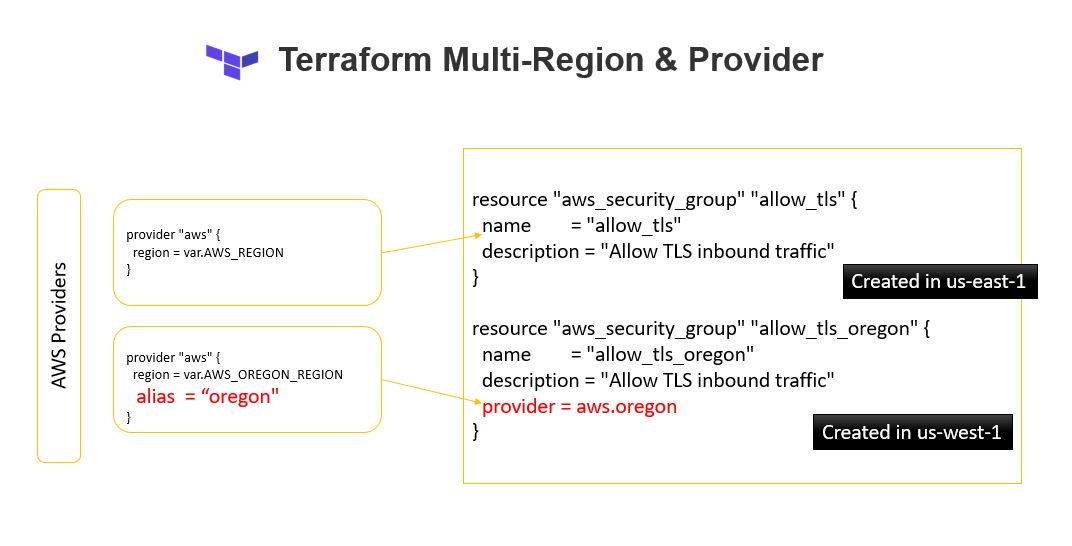 Terraform Multi-Region & Provider
AWS Providers
provider "aws" {
region = var.AWS_REGION
}
provider "aws" {
region = var.AWS_OREGON_REGION
alias = “oregon"
}
resource "aws_security_group" "allow_tls" {
name = "allow_tls"
description = "Allow TLS inbound traffic"
}
Created in us-east-1
resource "aws_security_group" "allow_tls_oregon" {
name = "allow_tls_oregon"
description = "Allow TLS inbound traffic"
provider = aws.oregon
}
Created in us-west-1